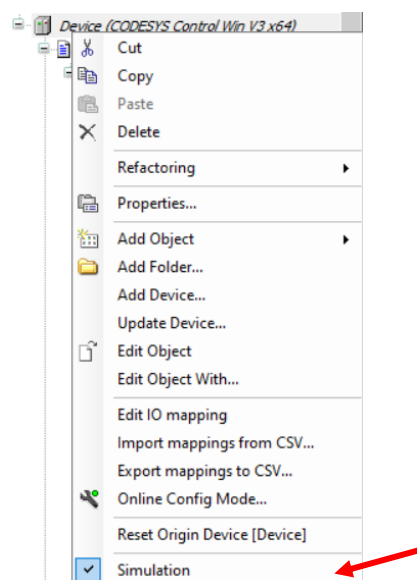 Device (CODESYS Control Win V3 x64)
Cut
Copy
Paste
Delete
Refactoring
Properties...
Add Object
Add Folder...
Add Device...
Update Device...
Edit Object
Edit Object With...
Edit IO mapping
Import mappings from CSV...
Export mappings to CSV...
Online Config Mode...
Reset Origin Device [Device]
Simulation